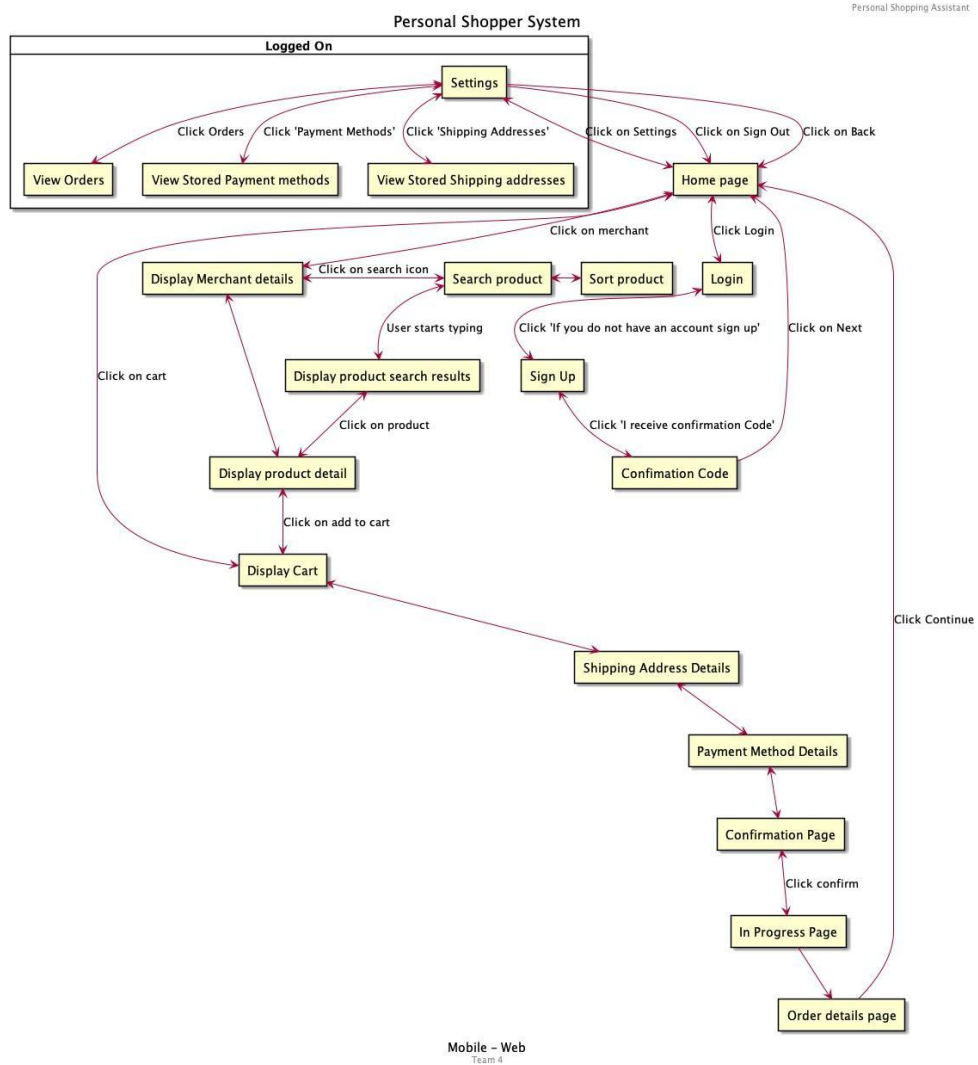 Personal Shopping Assistant
Personal Shopper System
Logged On
Settings
Click Orders
Click 'Payment Methods'
Click 'Shipping Addresses'
Click on Settings
Click on Sign Out
Click on Back
View Orders
View Stored Payment methods
View Stored Shipping addresses
Home page
Click on merchant
Click Login
Display Merchant details
Click on search icon
Search product
Sort product
Login
User starts typing
Click 'If you do not have an account sign up'
Click on Next
Click on cart
Display product search results
Sign Up
Click on product
Click 'I receive confirmation Code'
Display product detail
Confimation Code
Click on add to cart
Display Cart
Click Continue
Shipping Address Details
Payment Method Details
Confirmation Page
Click confirm
In Progress Page
Order details page
Mobile – Web
Team 4